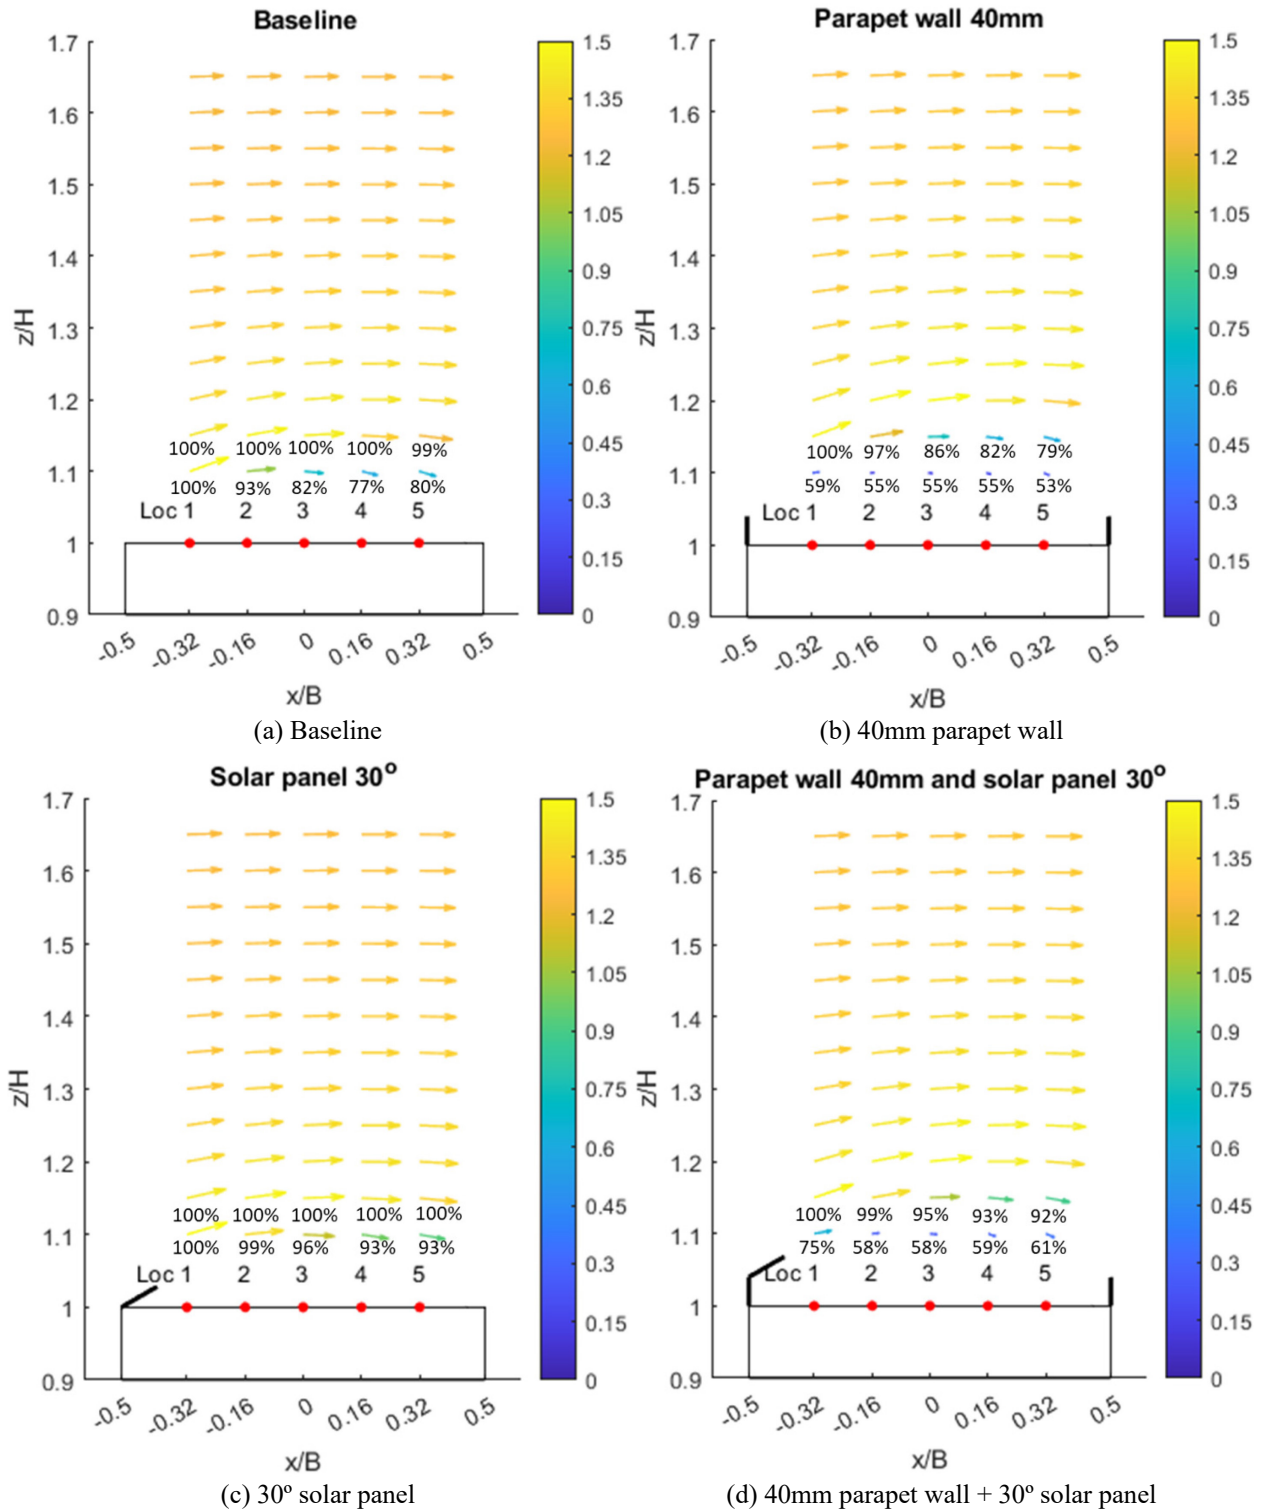 Baseline
1.7
1.6
1.5
1.4
1.3
1.2
1.1
1
0.9
z/H
100% 100% 100% 100% 99%
100% 93% 82% 77% 80%
Loc 1 2 3 4 5
-0.5 -0.32 -0.16 0 0.16 0.32 0.5
x/B
1.5
1.35
1.2
1.05
0.9
0.75
0.6
0.45
0.3
0.15
0
(a) Baseline
Parapet wall 40mm
1.7
1.6
1.5
1.4
1.3
1.2
1.1
1
0.9
z/H
100% 97% 86% 82% 79%
59% 55% 55% 55% 53%
Loc 1 2 3 4 5
-0.5 -0.32 -0.16 0 0.16 0.32 0.5
x/B
1.5
1.35
1.2
1.05
0.9
0.75
0.6
0.45
0.3
0.15
0
(b) 40mm parapet wall
Solar panel 30º
1.7
1.6
1.5
1.4
1.3
1.2
1.1
1
0.9
z/H
100% 100% 100% 100% 100%
100% 99% 96% 93% 93%
Loc 1 2 3 4 5
-0.5 -0.32 -0.16 0 0.16 0.32 0.5
x/B
1.5
1.35
1.2
1.05
0.9
0.75
0.6
0.45
0.3
0.15
0
(c) 30º solar panel
Parapet wall 40mm and solar panel 30º
1.7
1.6
1.5
1.4
1.3
1.2
1.1
1
0.9
z/H
100% 99% 95% 93% 92%
75% 58% 58% 59% 61%
Loc 1 2 3 4 5
-0.5 -0.32 -0.16 0 0.16 0.32 0.5
x/B
1.5
1.35
1.2
1.05
0.9
0.75
0.6
0.45
0.3
0.15
0
(d) 40mm parapet wall + 30º solar panel